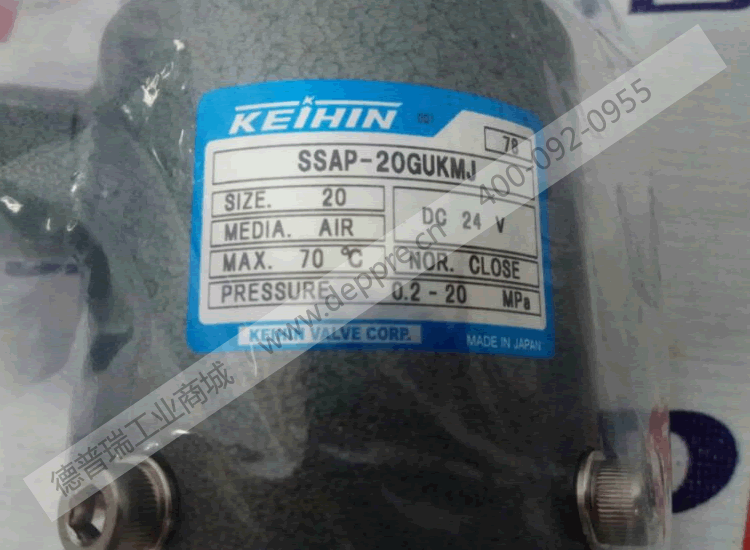 KEIHIN
001
78
SSAP-20GUKMJ
SIZE. 20
DC 24 V
MEDIA. AIR
MAX. 70 ℃
NOR. CLOSE
PRESSURE 0.2-20 MPa
KEIHIN VALVE CORP.
MADE IN JAPAN
德普瑞工业商城 www.deppre.cn 400-092-0955